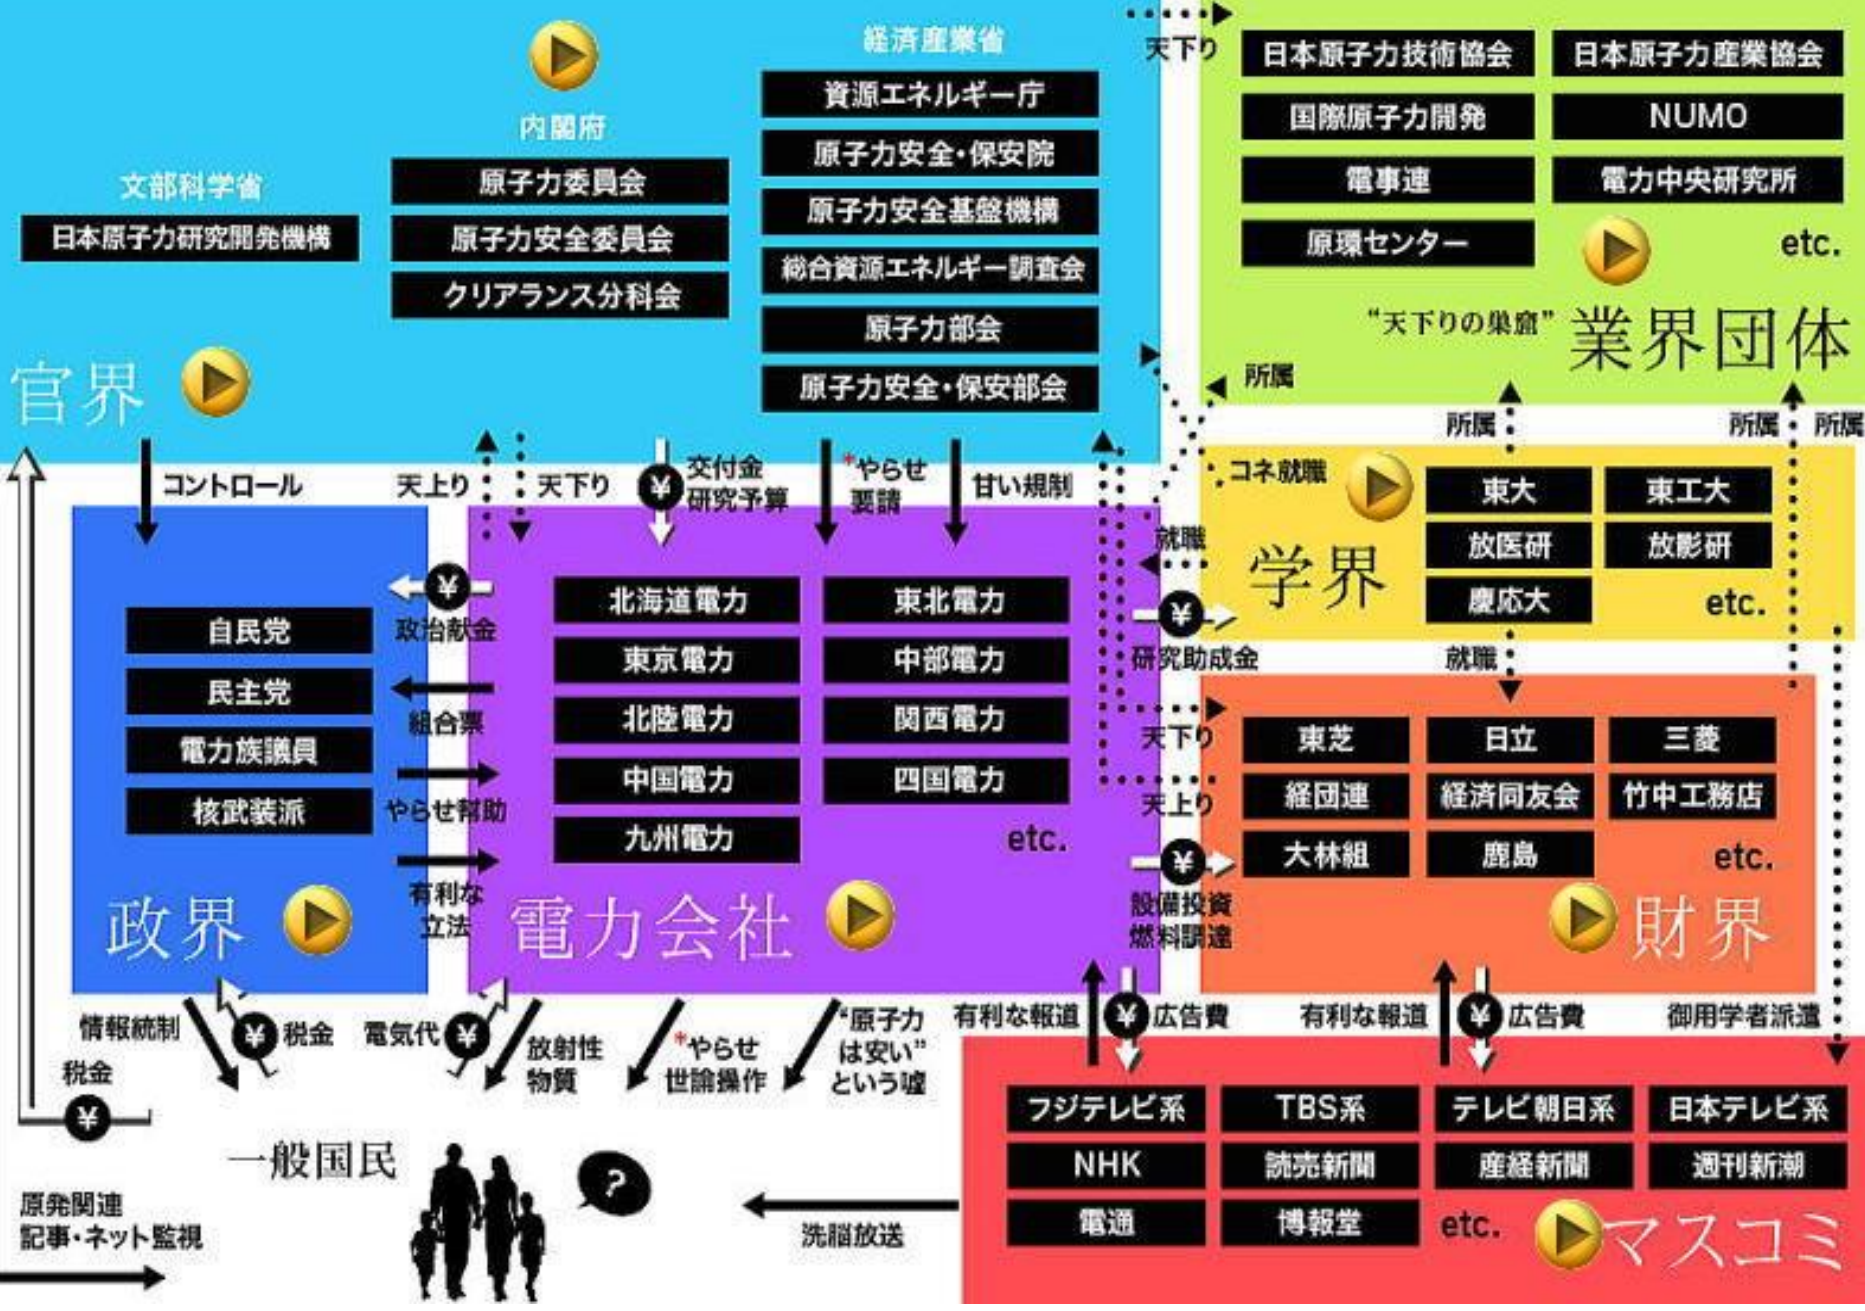 経済産業省
資源エネルギー庁
原子力安全・保安院
原子力安全基盤機構
総合資源エネルギー調査会
原子力部会
原子力安全・保安部会
内閣府
原子力委員会
原子力安全委員会
クリアランス分科会
文部科学省
日本原子力研究開発機構
官界
天下り
日本原子力技術協会
日本原子力産業協会
国際原子力開発
NUMO
電事連
電力中央研究所
原環センター
etc.
“天下りの巣窟”
業界団体
所属
所属
所属
所属
コントロール
天上り
天下り
¥
交付金
研究予算
*やらせ
要請
甘い規制
コネ就職
就職
東大
東工大
放医研
放影研
慶応大
etc.
学界
自民党
民主党
電力族議員
核武装派
政界
¥
政治献金
組合票
やらせ幇助
有利な
立法
北海道電力
東北電力
東京電力
中部電力
北陸電力
関西電力
中国電力
四国電力
九州電力
etc.
電力会社
¥
研究助成金
就職
天下り
天上り
¥
設備投資
燃料調達
東芝
日立
三菱
経団連
経済同友会
竹中工務店
大林組
鹿島
etc.
財界
情報統制
¥
税金
電気代
¥
放射性
物質
*やらせ
世論操作
“原子力
は安い”
という嘘
有利な報道
¥
広告費
有利な報道
¥
広告費
御用学者派遣
税金
¥
一般国民
?
原発関連
記事・ネット監視
洗脳放送
フジテレビ系
TBS系
テレビ朝日系
日本テレビ系
NHK
読売新聞
産経新聞
週刊新潮
電通
博報堂
etc.
マスコミ